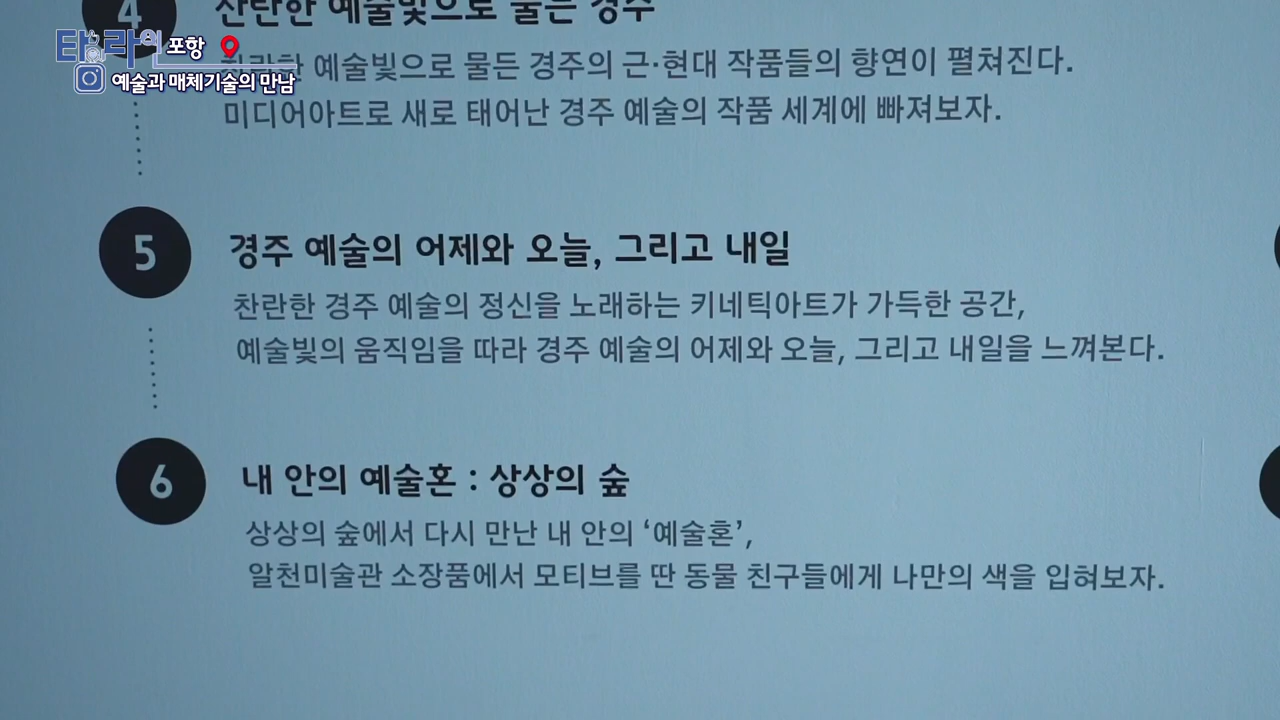 타라의 포항
예술과 매체기술의 만남
4
찬란한 예술빛으로 물든 경주
예술빛으로 물든 경주의 근·현대 작품들의 향연이 펼쳐진다.
미디어아트로 새로 태어난 경주 예술의 작품 세계에 빠져보자.
5
경주 예술의 어제와 오늘, 그리고 내일
찬란한 경주 예술의 정신을 노래하는 키네틱아트가 가득한 공간,
예술빛의 움직임을 따라 경주 예술의 어제와 오늘, 그리고 내일을 느껴본다.
6
내 안의 예술혼 : 상상의 숲
상상의 숲에서 다시 만난 내 안의 ‘예술혼’,
알천미술관 소장품에서 모티브를 딴 동물 친구들에게 나만의 색을 입혀보자.